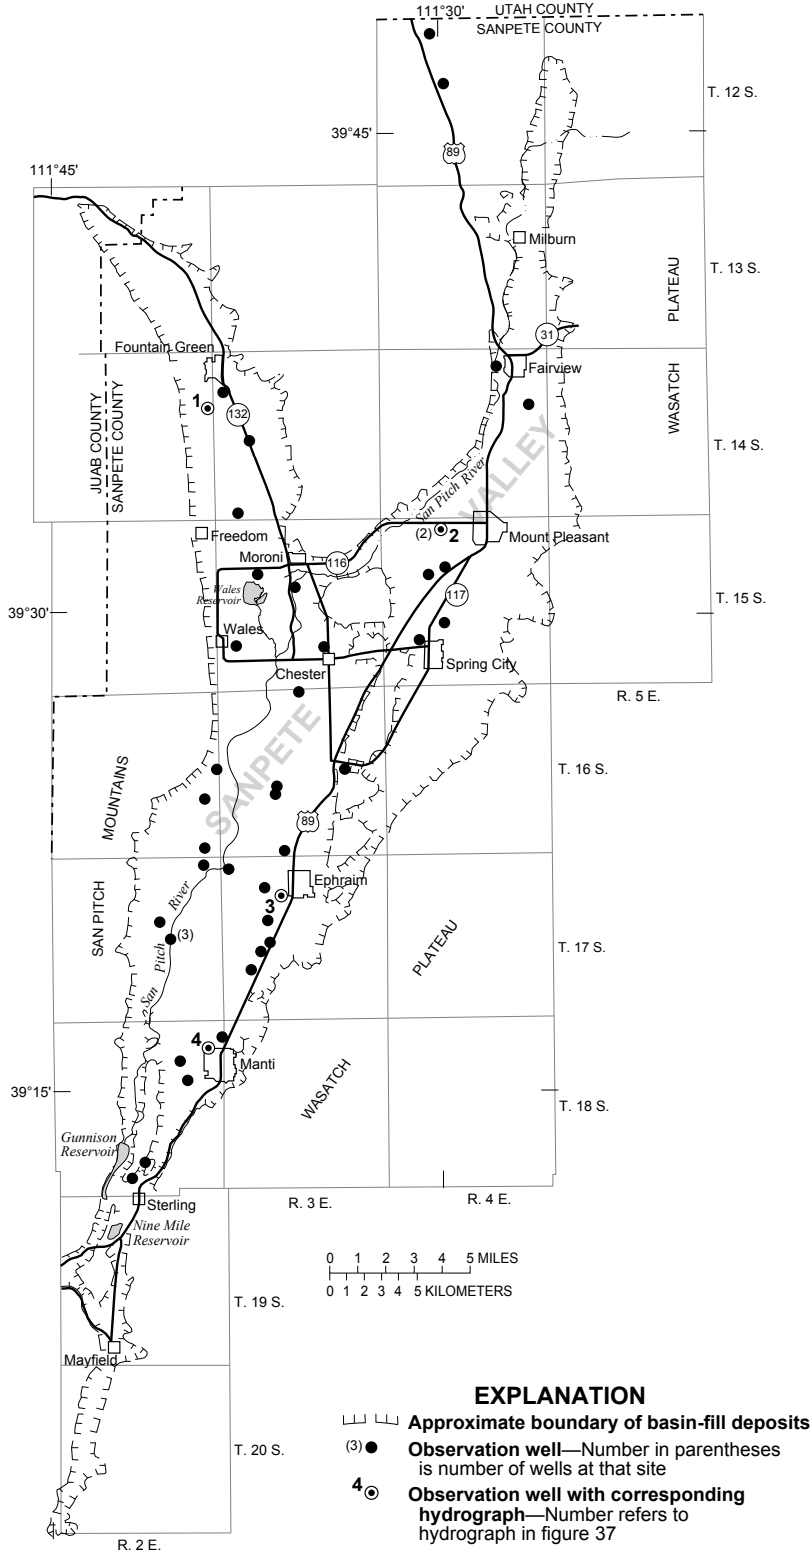 111°30'
UTAH COUNTY
SANPETE COUNTY
T. 12 S.
39°45'
89
111°45'
Milburn
T. 13 S.
PLATEAU
WASATCH
31
Fountain Green
Fairview
1
132
JUAB COUNTY
SANPETE COUNTY
T. 14 S.
San Pitch River
VALLEY
(2)
2
Mount Pleasant
Freedom
Moroni
116
Wales
Reservoir
117
T. 15 S.
39°30'
Wales
Chester
Spring City
R. 5 E.
SANPETE
MOUNTAINS
SAN PITCH
T. 16 S.
89
Ephraim
3
San Pitch River
(3)
PLATEAU
WASATCH
T. 17 S.
4
Manti
39°15'
T. 18 S.
Gunnison
Reservoir
Sterling
R. 3 E.
R. 4 E.
Nine Mile
Reservoir
0 1 2 3 4 5 MILES
0 1 2 3 4 5 KILOMETERS
T. 19 S.
Mayfield
T. 20 S.
R. 2 E.
EXPLANATION
Approximate boundary of basin-fill deposits
(3) Observation well—Number in parentheses
is number of wells at that site
4 Observation well with corresponding
hydrograph—Number refers to
hydrograph in figure 37